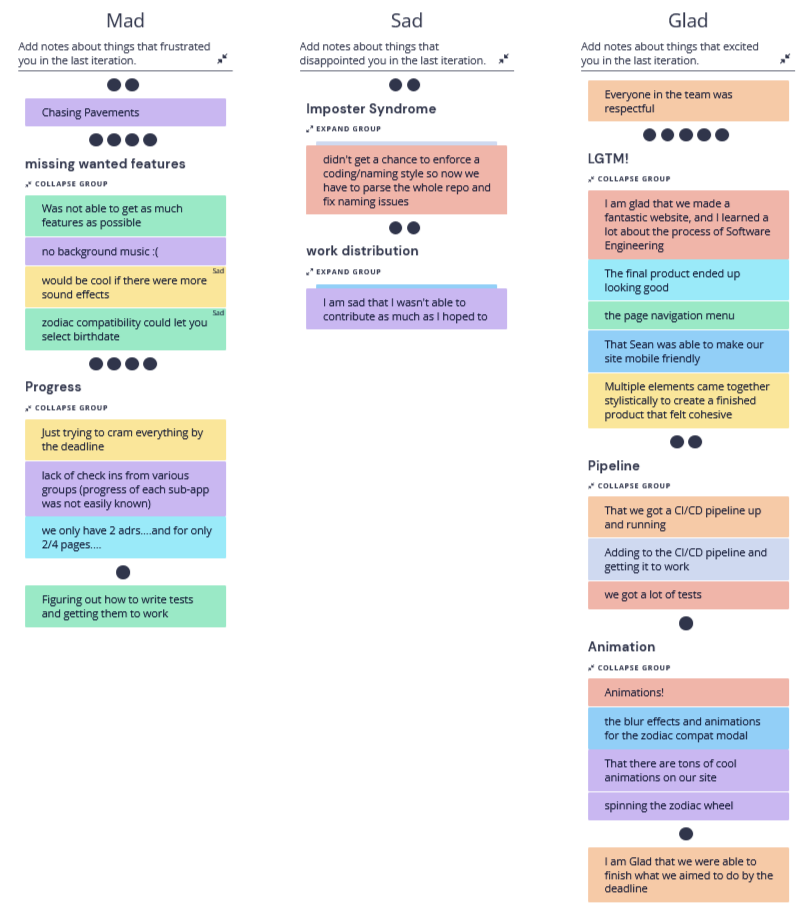 Mad
Add notes about things that frustrated
you in the last iteration.
Chasing Pavements
missing wanted features
COLLAPSE GROUP
Was not able to get as much
features as possible
no background music :(
Sad
would be cool if there were more
sound effects
Sad
zodiac compatibility could let you
select birthdate
Progress
COLLAPSE GROUP
Just trying to cram everything by
the deadline
lack of check ins from various
groups (progress of each sub-app
was not easily known)
we only have 2 adrs....and for only
2/4 pages....
Figuring out how to write tests
and getting them to work
Sad
Add notes about things that
disappointed you in the last iteration.
Imposter Syndrome
EXPAND GROUP
didn't get a chance to enforce a
coding/naming style so now we
have to parse the whole repo and
fix naming issues
work distribution
EXPAND GROUP
I am sad that I wasn't able to
contribute as much as I hoped to
Glad
Add notes about things that excited
you in the last iteration.
Everyone in the team was
respectful
LGTM!
COLLAPSE GROUP
I am glad that we made a
fantastic website, and I learned a
lot about the process of Software
Engineering
The final product ended up
looking good
the page navigation menu
That Sean was able to make our
site mobile friendly
Multiple elements came together
stylistically to create a finished
product that felt cohesive
Pipeline
COLLAPSE GROUP
That we got a CI/CD pipeline up
and running
Adding to the CI/CD pipeline and
getting it to work
we got a lot of tests
Animation
COLLAPSE GROUP
Animations!
the blur effects and animations
for the zodiac compat modal
That there are tons of cool
animations on our site
spinning the zodiac wheel
I am Glad that we were able to
finish what we aimed to do by the
deadline